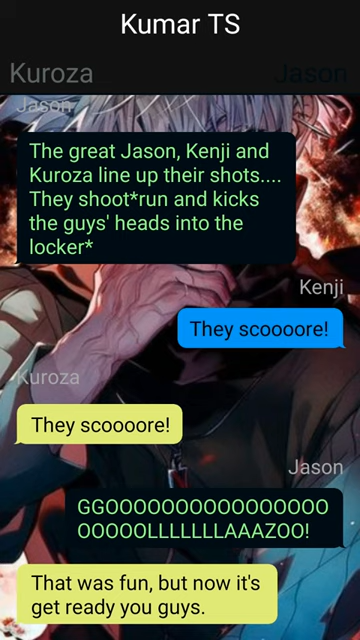 Kumar TS
Kuroza Jason
Jason
The great Jason, Kenji and
Kuroza line up their shots....
They shoot*run and kicks
the guys' heads into the
locker*
Kenji
They scoooore!
Kuroza
They scoooore!
Jason
GGOOOOOOOOOOOOOOOO
OOOOOLLLLLLLAAAZOO!
That was fun, but now it's
get ready you guys.